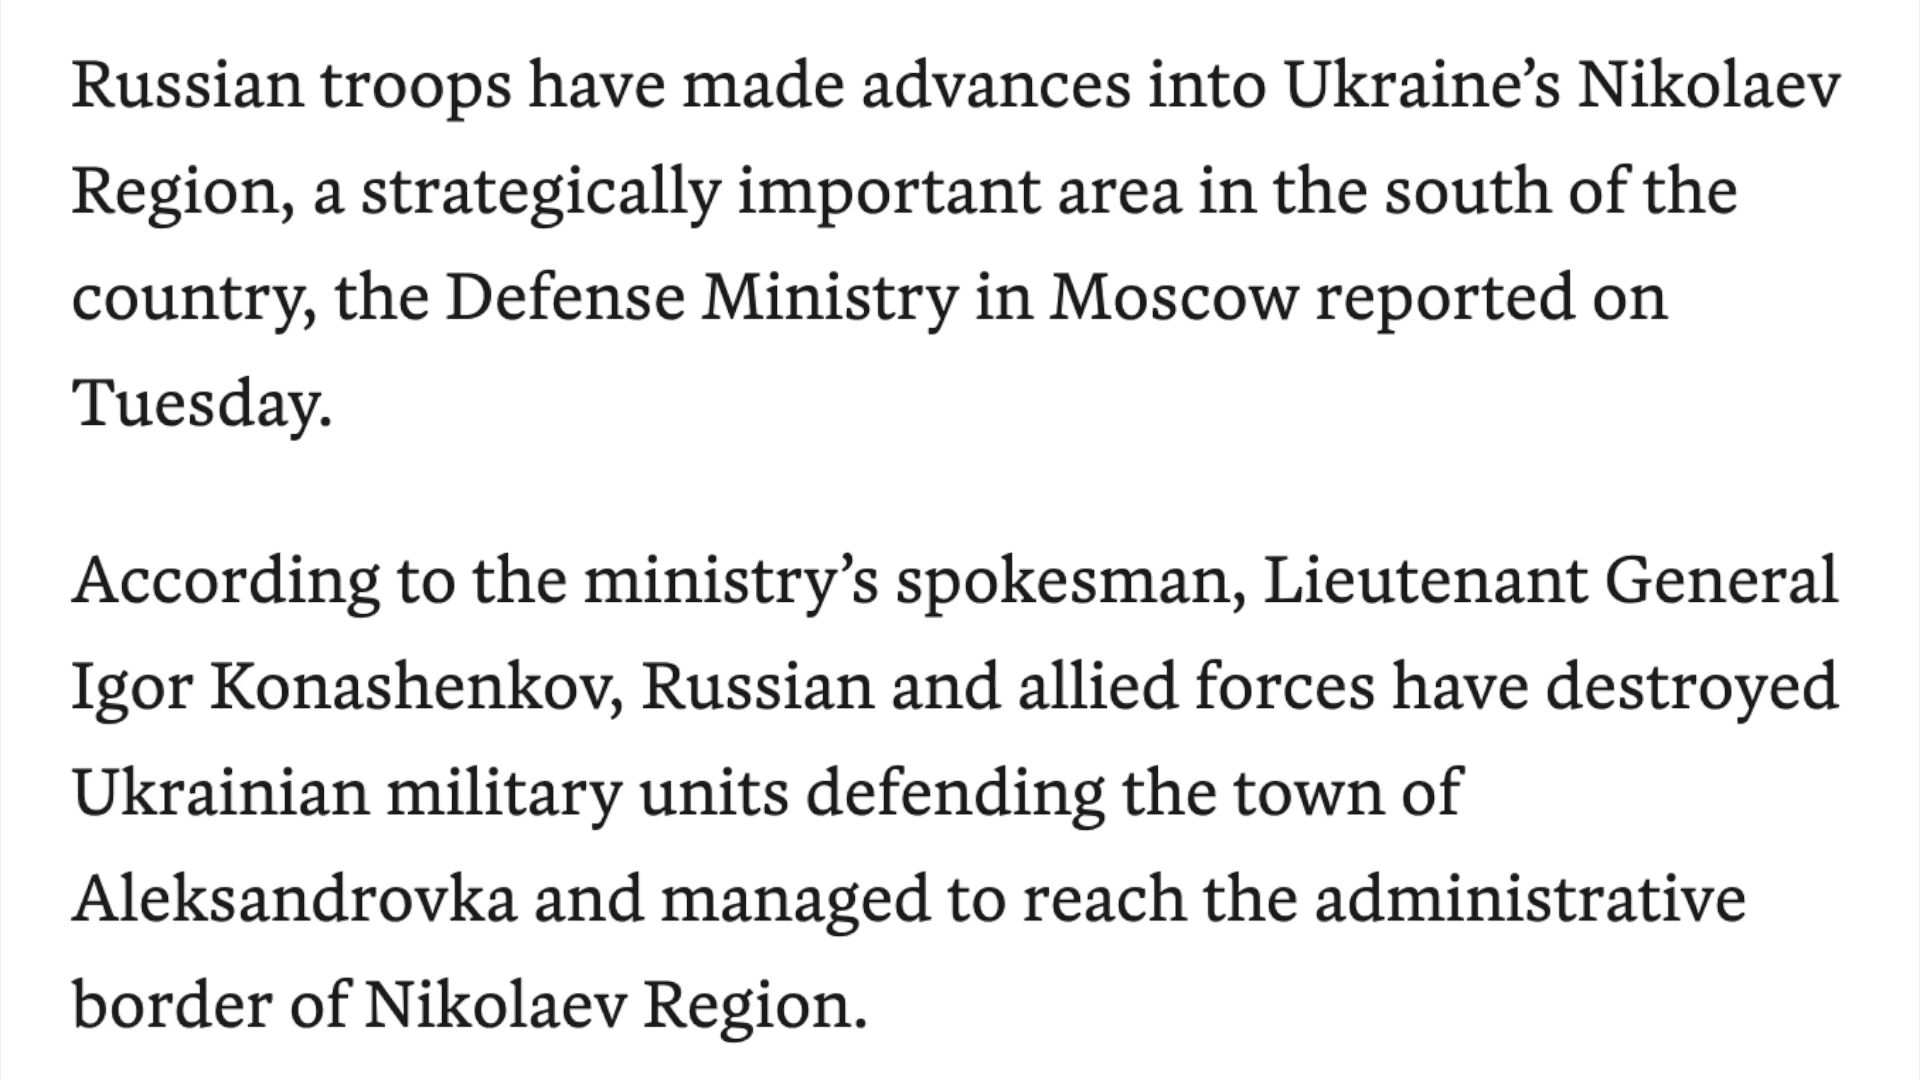 Russian troops have made advances into Ukraine’s Nikolaev
Region, a strategically important area in the south of the
country, the Defense Ministry in Moscow reported on
Tuesday.
According to the ministry’s spokesman, Lieutenant General
Igor Konashenkov, Russian and allied forces have destroyed
Ukrainian military units defending the town of
Aleksandrovka and managed to reach the administrative
border of Nikolaev Region.